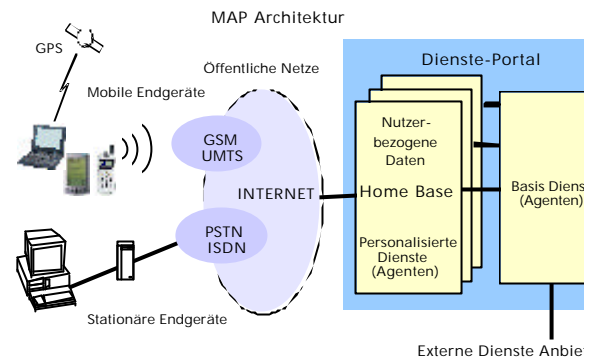 MAP Architektur
GPS
Mobile Endgeräte
Öffentliche Netze
GSM
UMTS
INTERNET
PSTN
ISDN
Stationäre Endgeräte
Dienste-Portal
Nutzer-
bezogene
Daten
Home Base
Personalisierte
Dienste
(Agenten)
Basis Diens
(Agenten)
Externe Dienste Anbiet